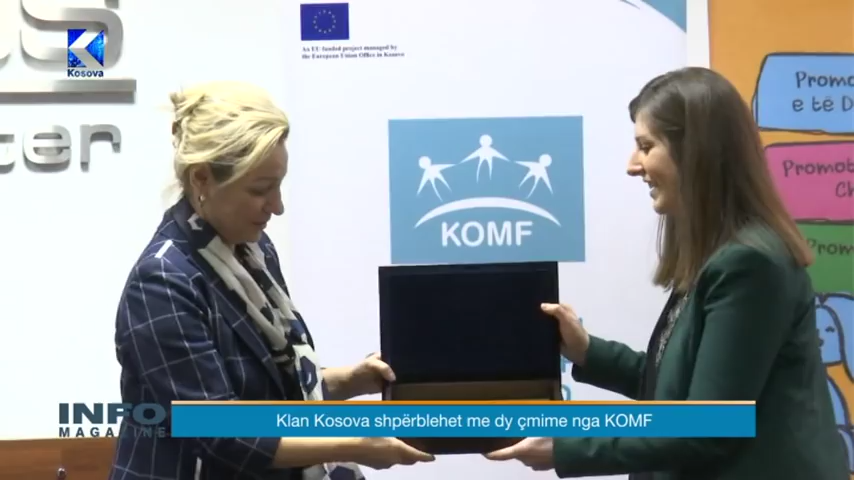 Kosova
ter
An EU funded project managed by
the European Union Office in Kosovo
KOMF
Promo
e të D
Promo
Ch
Prom
INFO
MAGAZINE
Klan Kosova shpërblehet me dy çmime nga KOMF